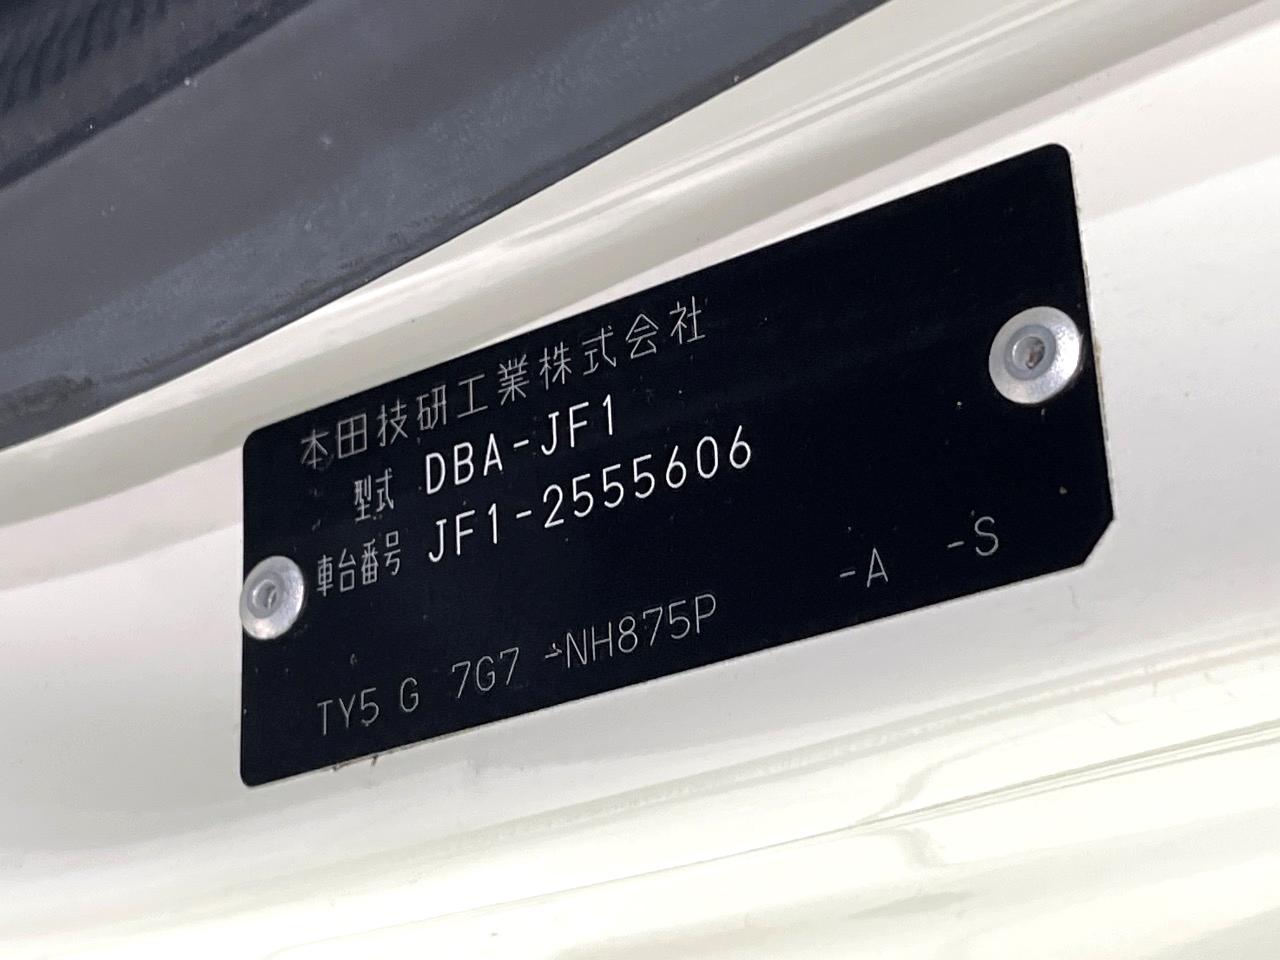 本田技研工業株式会社
型式 DBA-JF1
車台番号 JF1-2555606
TY5 G 7G7 -NH875P -A -S